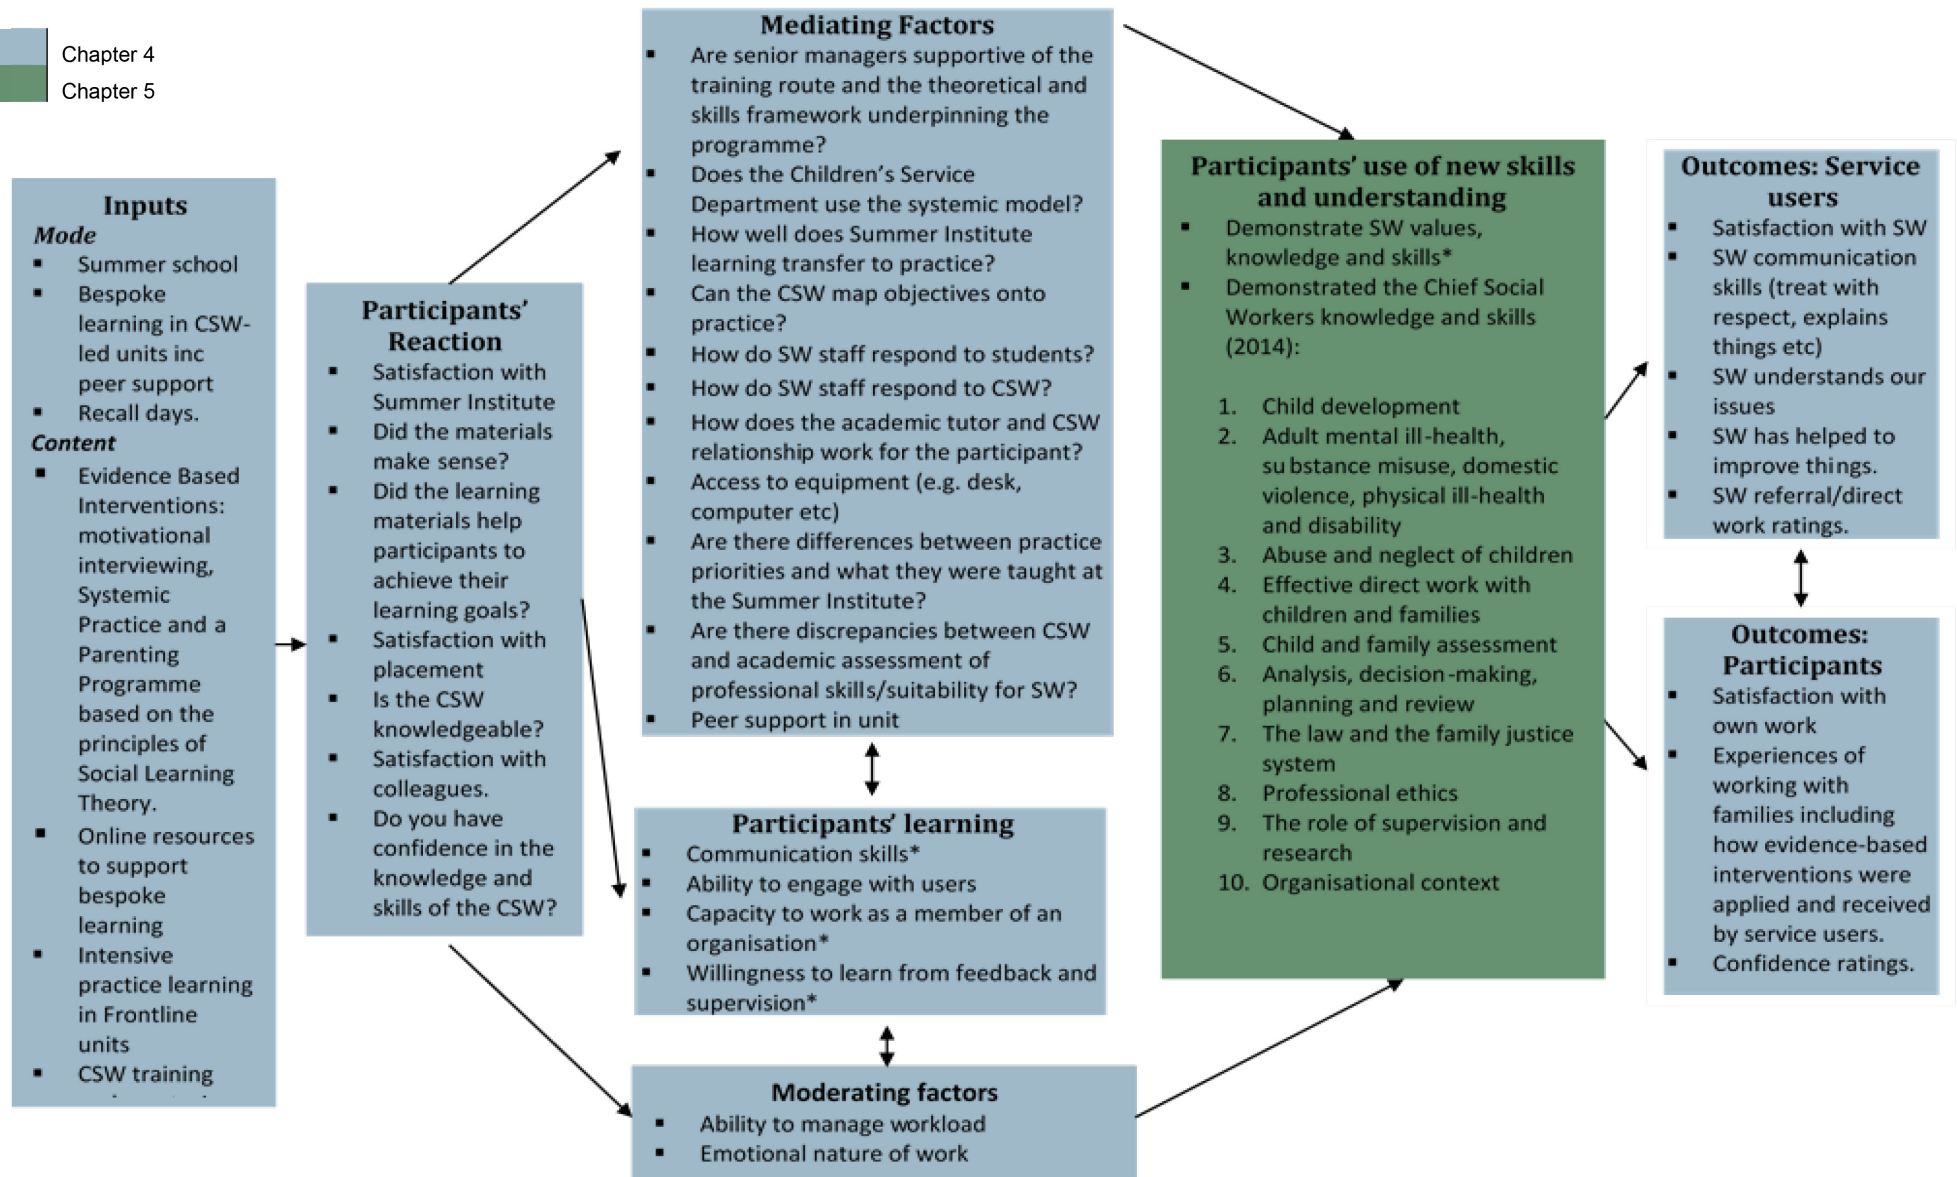 Chapter 4
Chapter 5
Inputs
Mode
▪ Summer school
▪ Bespoke
learning in CSW-
led units inc
peer support
▪ Recall days.
Content
▪ Evidence Based
Interventions:
motivational
interviewing,
Systemic
Practice and a
Parenting
Programme
based on the
principles of
Social Learning
Theory.
▪ Online resources
to support
bespoke
learning
▪ Intensive
practice learning
in Frontline
units
▪ CSW training
Participants’
Reaction
▪ Satisfaction with
Summer Institute
▪ Did the materials
make sense?
▪ Did the learning
materials help
participants to
achieve their
learning goals?
▪ Satisfaction with
placement
▪ Is the CSW
knowledgeable?
▪ Satisfaction with
colleagues.
▪ Do you have
confidence in the
knowledge and
skills of the CSW?
Mediating Factors
▪ Are senior managers supportive of the
training route and the theoretical and
skills framework underpinning the
programme?
▪ Does the Children’s Service
Department use the systemic model?
▪ How well does Summer Institute
learning transfer to practice?
▪ Can the CSW map objectives onto
practice?
▪ How do SW staff respond to students?
▪ How do SW staff respond to CSW?
▪ How does the academic tutor and CSW
relationship work for the participant?
▪ Access to equipment (e.g. desk,
computer etc)
▪ Are there differences between practice
priorities and what they were taught at
the Summer Institute?
▪ Are there discrepancies between CSW
and academic assessment of
professional skills/suitability for SW?
▪ Peer support in unit
Participants’ learning
▪ Communication skills*
▪ Ability to engage with users
▪ Capacity to work as a member of an
organisation*
▪ Willingness to learn from feedback and
supervision*
Moderating factors
▪ Ability to manage workload
▪ Emotional nature of work
Participants’ use of new skills
and understanding
▪ Demonstrate SW values,
knowledge and skills*
▪ Demonstrated the Chief Social
Workers knowledge and skills
(2014):
1. Child development
2. Adult mental ill-health,
substance misuse, domestic
violence, physical ill-health
and disability
3. Abuse and neglect of children
4. Effective direct work with
children and families
5. Child and family assessment
6. Analysis, decision-making,
planning and review
7. The law and the family justice
system
8. Professional ethics
9. The role of supervision and
research
10. Organisational context
Outcomes: Service
users
▪ Satisfaction with SW
▪ SW communication
skills (treat with
respect, explains
things etc)
▪ SW understands our
issues
▪ SW has helped to
improve things.
▪ SW referral/direct
work ratings.
Outcomes:
Participants
▪ Satisfaction with
own work
▪ Experiences of
working with
families including
how evidence-based
interventions were
applied and received
by service users.
▪ Confidence ratings.